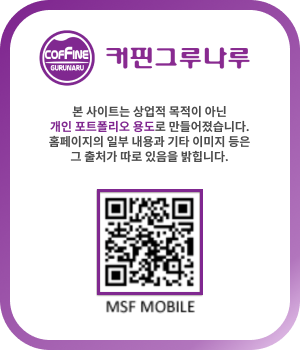 COFFINE
GURUNARU
커핀그루나루
본 사이트는 상업적 목적이 아닌
개인 포트폴리오 용도로 만들어졌습니다.
홈페이지의 일부 내용과 기타 이미지 등은
그 출처가 따로 있음을 밝힙니다.
MSF MOBILE